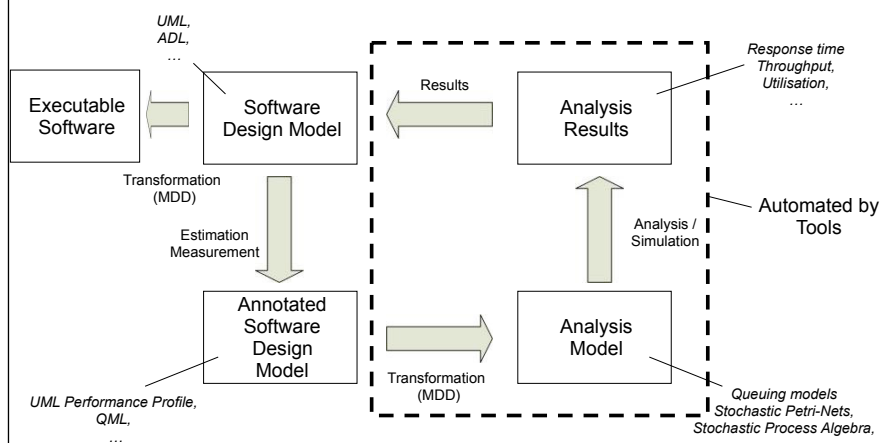 UML,
ADL,
…
Response time
Throughput,
Utilisation,
…
Executable
Software
Software
Design Model
Results
Analysis
Results
Transformation
(MDD)
Estimation
Measurement
Analysis /
Simulation
Automated by
Tools
Annotated
Software
Design
Model
Transformation
(MDD)
Analysis
Model
UML Performance Profile,
QML,
…
Queuing models
Stochastic Petri-Nets,
Stochastic Process Algebra,